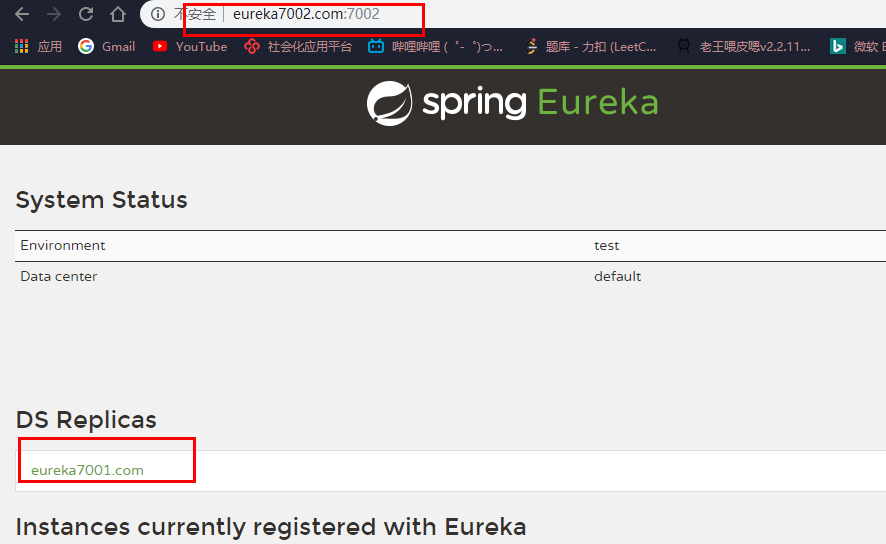 不安全 | eureka7002.com:7002
应用 Gmail YouTube 社会化应用平台 哔哩哔哩 (゜-゜)つ... 题库 - 力扣 (LeetC... 老王喂皮嗯v2.2.11... 微软
spring Eureka
System Status
Environment test
Data center default
DS Replicas
eureka7001.com
Instances currently registered with Eureka